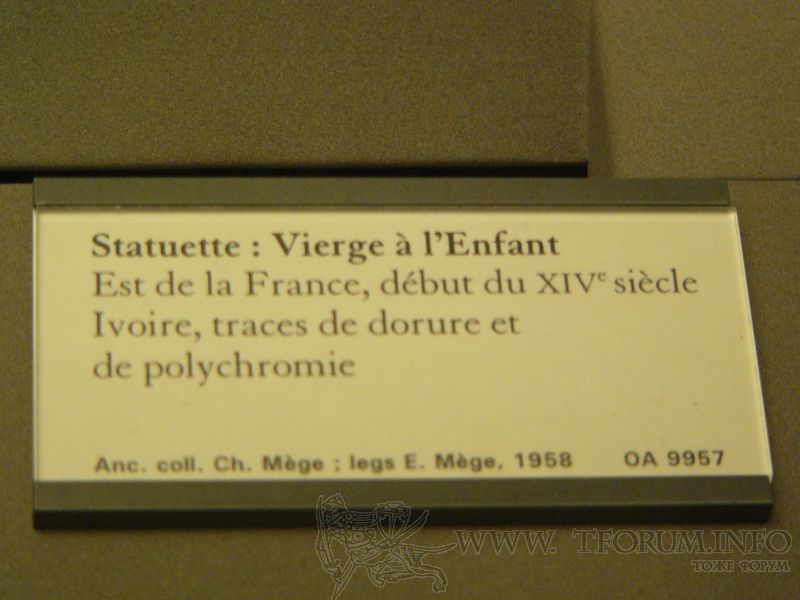 Statuette : Vierge à l'Enfant
Est de la France, début du XIVe siècle
Ivoire, traces de dorure et
de polychromie
Anc. coll. Ch. Mège ; legs E. Mège, 1958 OA 9957
WWW. TFORUM.INFO
ТОЖЕ ФОРУМ